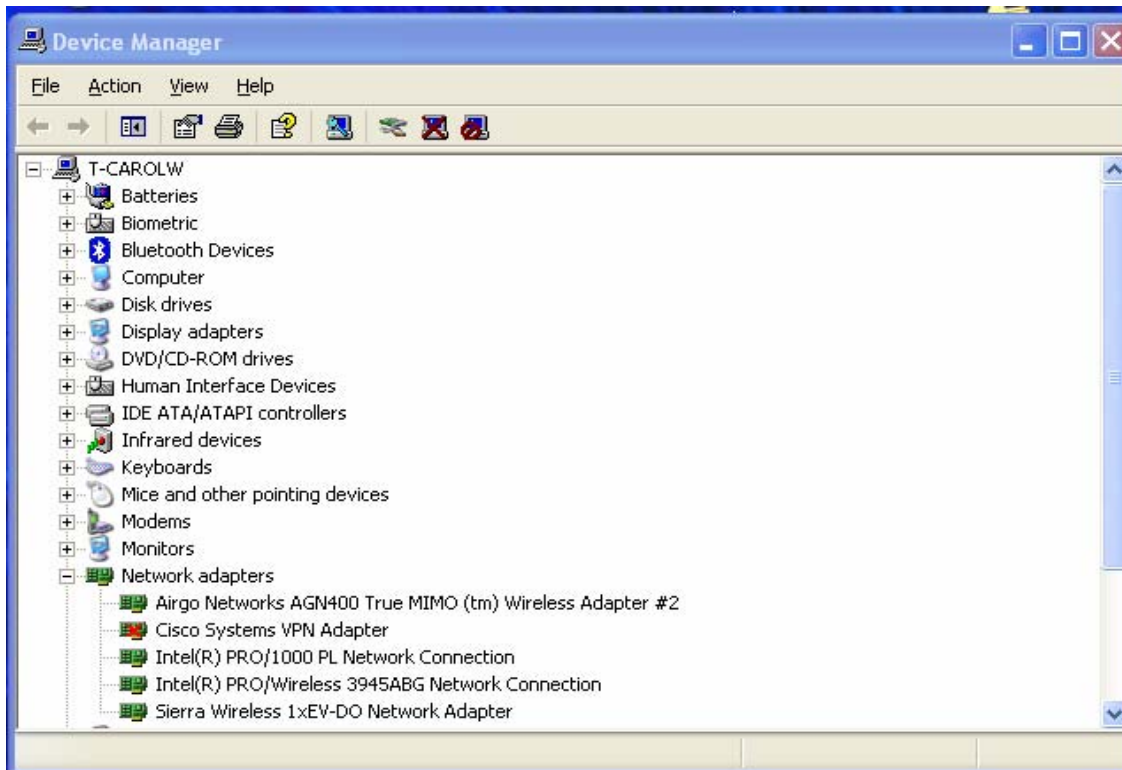 Device Manager
File Action View Help
T-CAROLW
Batteries
Biometric
Bluetooth Devices
Computer
Disk drives
Display adapters
DVD/CD-ROM drives
Human Interface Devices
IDE ATA/ATAPI controllers
Infrared devices
Keyboards
Mice and other pointing devices
Modems
Monitors
Network adapters
Airgo Networks AGN400 True MIMO (tm) Wireless Adapter #2
Cisco Systems VPN Adapter
Intel(R) PRO/1000 PL Network Connection
Intel(R) PRO/Wireless 3945ABG Network Connection
Sierra Wireless 1xEV-DO Network Adapter